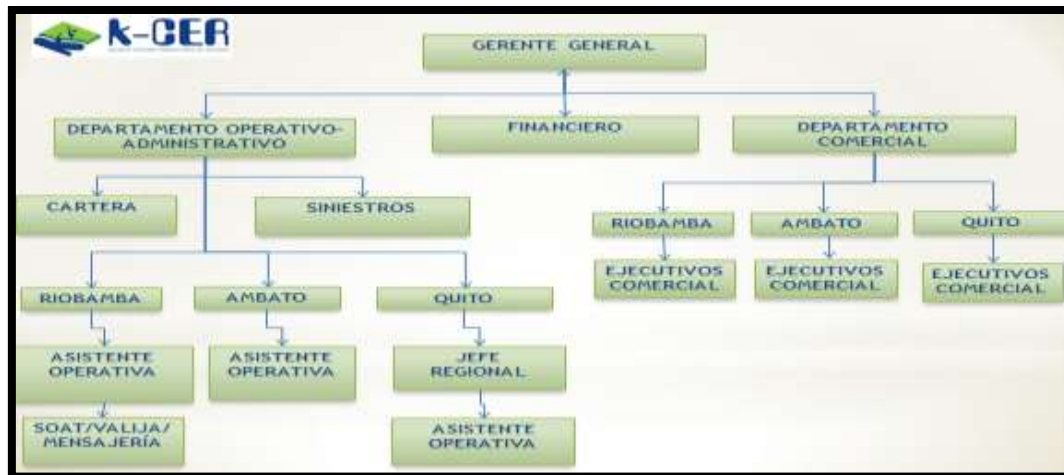 k-CER
GERENTE GENERAL
DEPARTAMENTO OPERATIVO-
ADMINISTRATIVO
FINANCIERO
DEPARTAMENTO
COMERCIAL
CARTERA
SINIESTROS
RIOBAMBA
AMBATO
QUITO
EJECUTIVOS
COMERCIAL
EJECUTIVOS
COMERCIAL
EJECUTIVOS
COMERCIAL
RIOBAMBA
AMBATO
QUITO
ASISTENTE
OPERATIVA
ASISTENTE
OPERATIVA
JEFE
REGIONAL
SOAT/VALIJA/
MENSAJERÍA
ASISTENTE
OPERATIVA